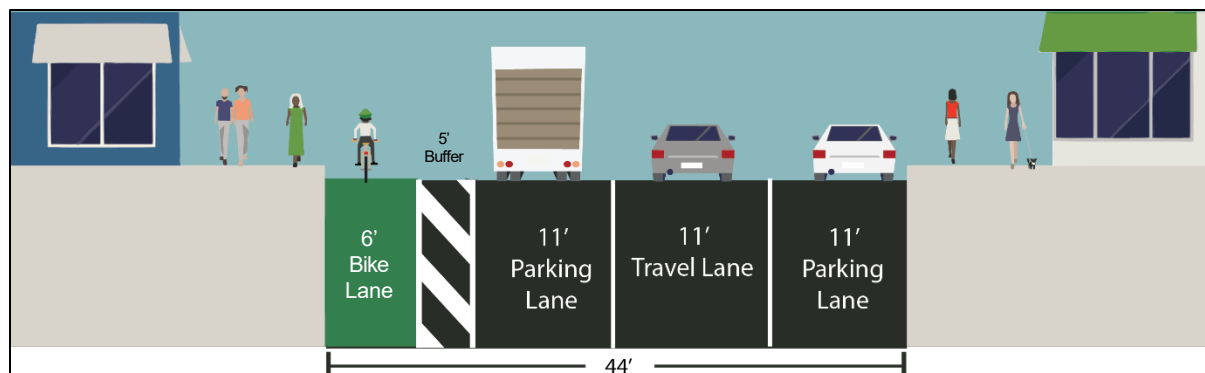 5'
Buffer
6'
Bike
Lane
11'
Parking
Lane
11'
Travel Lane
11'
Parking
Lane
44'